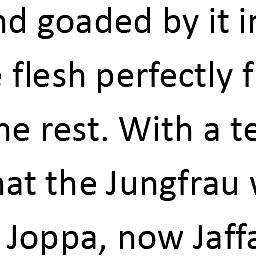 nd goaded by it in
flesh perfectly f
he rest. With a te
hat the Jungfrau
Joppa, now Jaffa